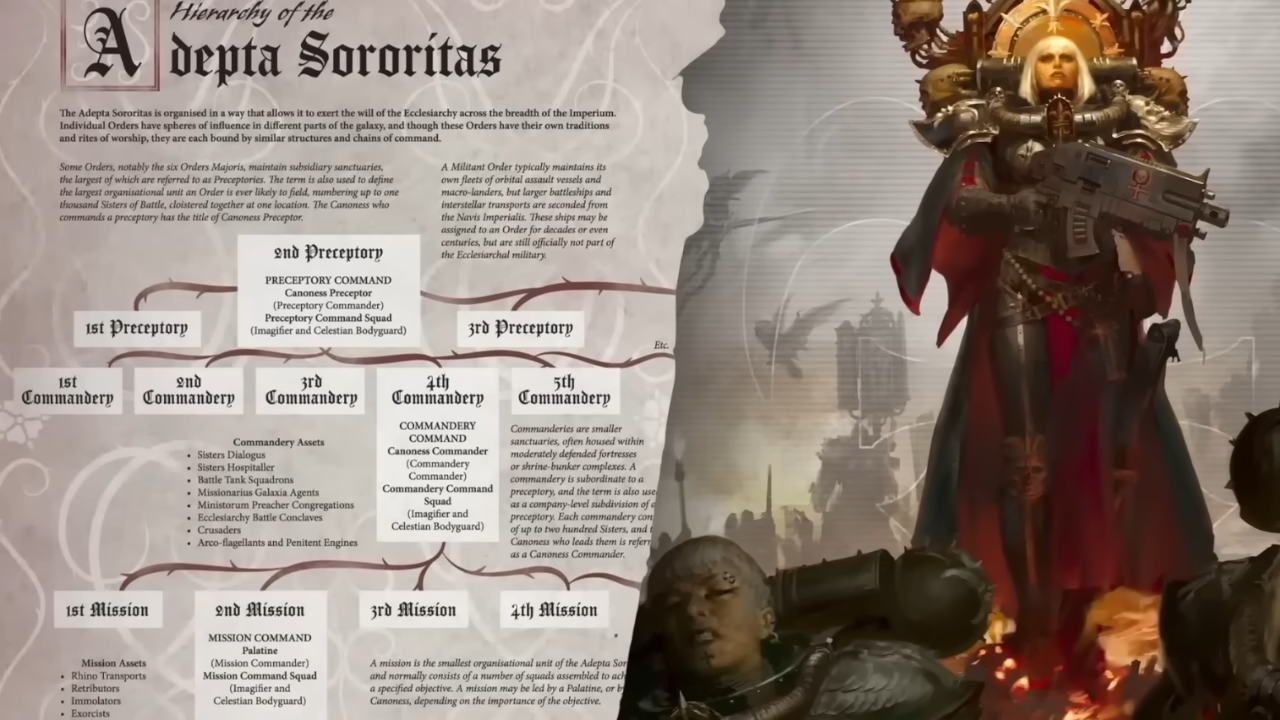 Hierarchy of the
Adepta Sororitas
The Adepta Sororitas is organised in a way that allows it to exert the will of the Ecclesiarchy across the breadth of the Imperium.
Individual Orders have spheres of influence in different parts of the galaxy, and though these Orders have their own traditions
and rites of worship, they are each bound by similar structures and chains of command.
Some Orders, notably the six Orders Majoris, maintain subsidiary sanctuaries,
the largest of which are referred to as Preceptories. The term is also used to define
the largest organisational unit an Order is ever likely to field, numbering up to one
thousand Sisters of Battle, cloistered together at one location. The Canoness who
commands a preceptory has the title of Canoness Preceptor.
A Militant Order typically maintains its
own fleets of orbital assault vessels and
macro-landers, but larger battleships and
interstellar transports are seconded from
the Navis Imperialis. These ships may be
assigned to an Order for decades or even
centuries, but are still officially not part of
the Ecclesiarchal military.
2nd Preceptory
PRECEPTORY COMMAND
Canoness Preceptor
(Preceptory Commander)
Preceptory Command Squad
(Imagifier and Celestian Bodyguard)
1st Preceptory
3rd Preceptory
Etc.
1st
Commandery
2nd
Commandery
3rd
Commandery
4th
Commandery
5th
Commandery
COMMANDERY
COMMAND
Canoness Commander
(Commandery
Commander)
Commandery Command
Squad
(Imagifier and
Celestian Bodyguard)
Commandery Assets
• Sisters Dialogus
• Sisters Hospitaller
• Battle Tank Squadrons
• Missionarius Galaxia Agents
• Ministorum Preacher Congregations
• Ecclesiarchy Battle Conclaves
• Crusaders
• Arco-flagellants and Penitent Engines
Commanderies are smaller
sanctuaries, often housed within
moderately defended fortresses
or shrine-bunker complexes. A
commandery is subordinate to a
preceptory, and the term is also use
as a company-level subdivision of a
preceptory. Each commandery con
of up to two hundred Sisters, and t
Canoness who leads them is referr
as a Canoness Commander.
1st Mission
2nd Mission
3rd Mission
4th Mission
MISSION COMMAND
Palatine
(Mission Commander)
Mission Command Squad
(Imagifier and
Celestian Bodyguard)
Mission Assets
• Rhino Transports
• Retributors
• Immolators
• Exorcists
A mission is the smallest organisational unit of the Adepta Sor
and normally consists of a number of squads assembled to ach
a specified objective. A mission may be led by a Palatine, or by
Canoness, depending on the importance of the objective.